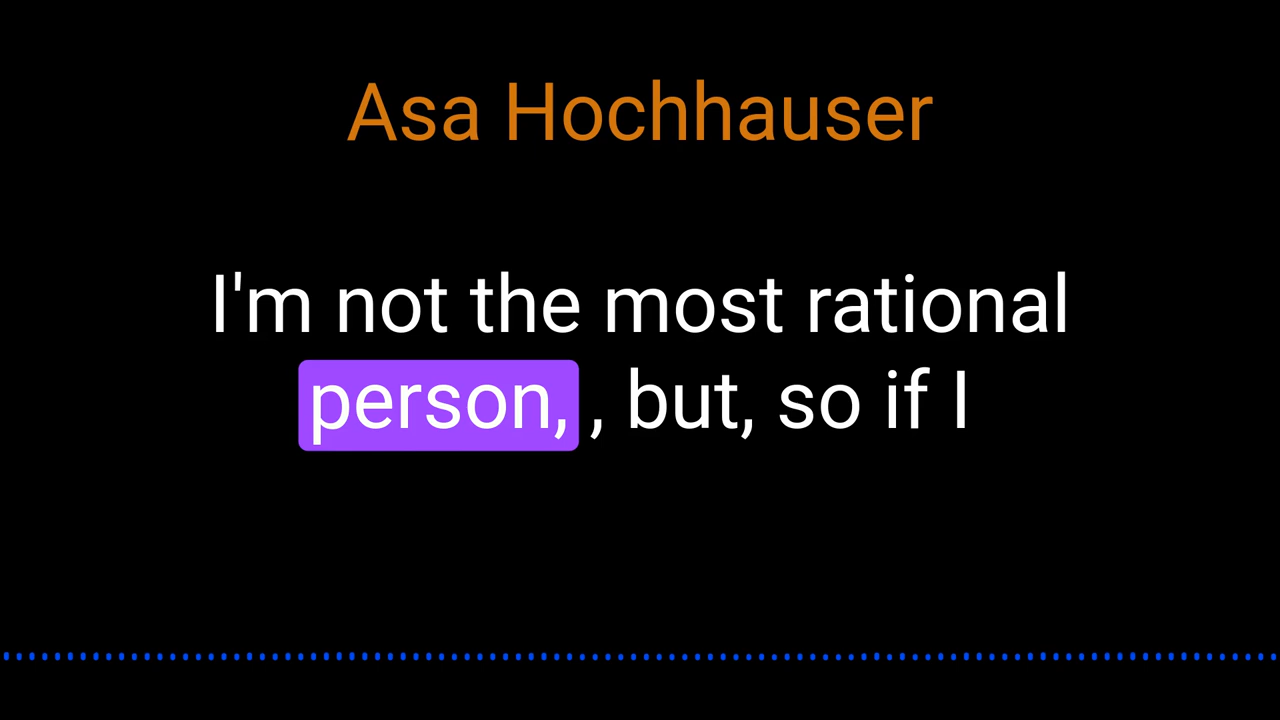 Asa Hochhauser
I'm not the most rational
person, , but, so if I